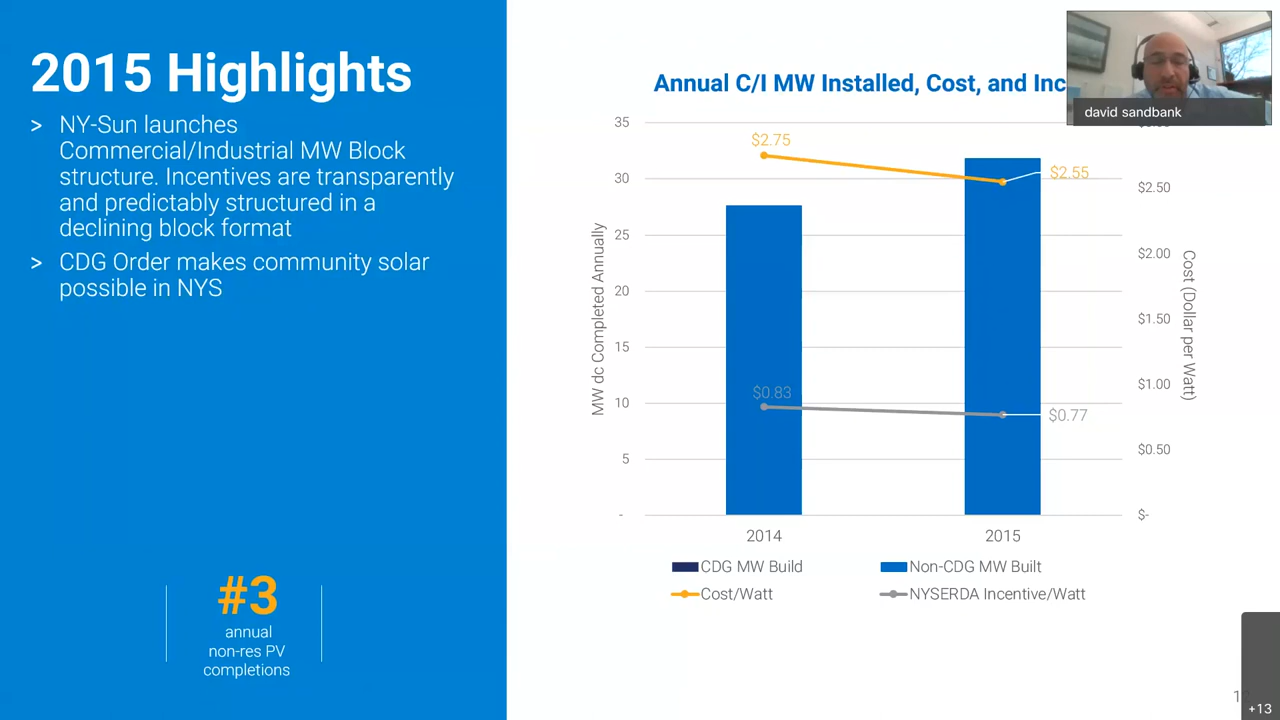 2015 Highlights
> NY-Sun launches
Commercial/Industrial MW Block
structure. Incentives are transparently
and predictably structured in a
declining block format
> CDG Order makes community solar
possible in NYS
#3
annual
non-res PV
completions
Annual C/I MW Installed, Cost, and Inc
david sandbank
35
30
25
20
15
10
5
-
MW dc Completed Annually
$2.75
$2.55
$0.83
$0.77
$2.50
$2.00
$1.50
$1.00
$0.50
$-
Cost (Dollar per Watt)
2014
2015
CDG MW Build
Non-CDG MW Built
Cost/Watt
NYSERDA Incentive/Watt
+13